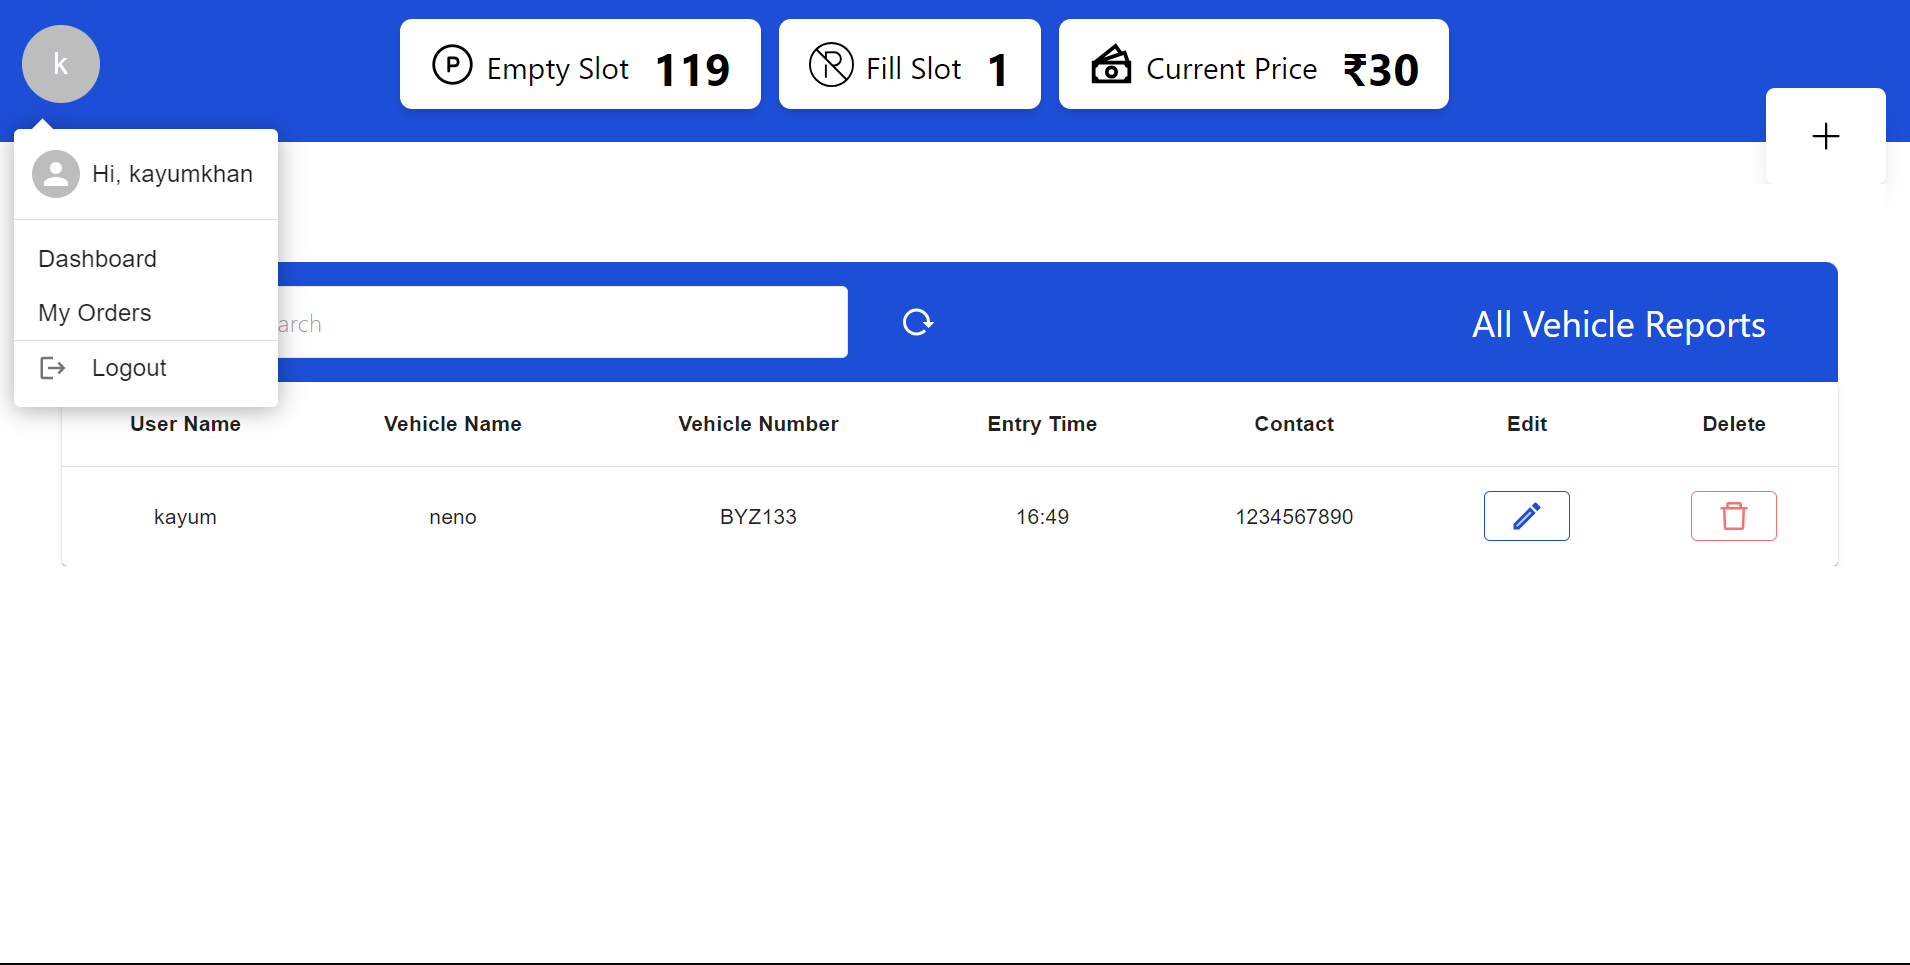 k
P Empty Slot 119
Fill Slot 1
Current Price ₹30
Hi, kayumkhan
Dashboard
My Orders
Logout
arch
All Vehicle Reports
User Name Vehicle Name Vehicle Number Entry Time Contact Edit Delete
kayum neno BYZ133 16:49 1234567890